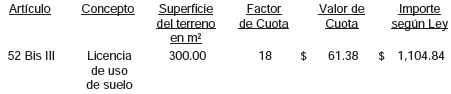 Artículo Concepto Superficie del terreno en m² Factor de Cuota Valor de Cuota Importe según Ley
52 Bis III Licencia de uso de suelo 300.00 18 $ 61.38 $ 1,104.84